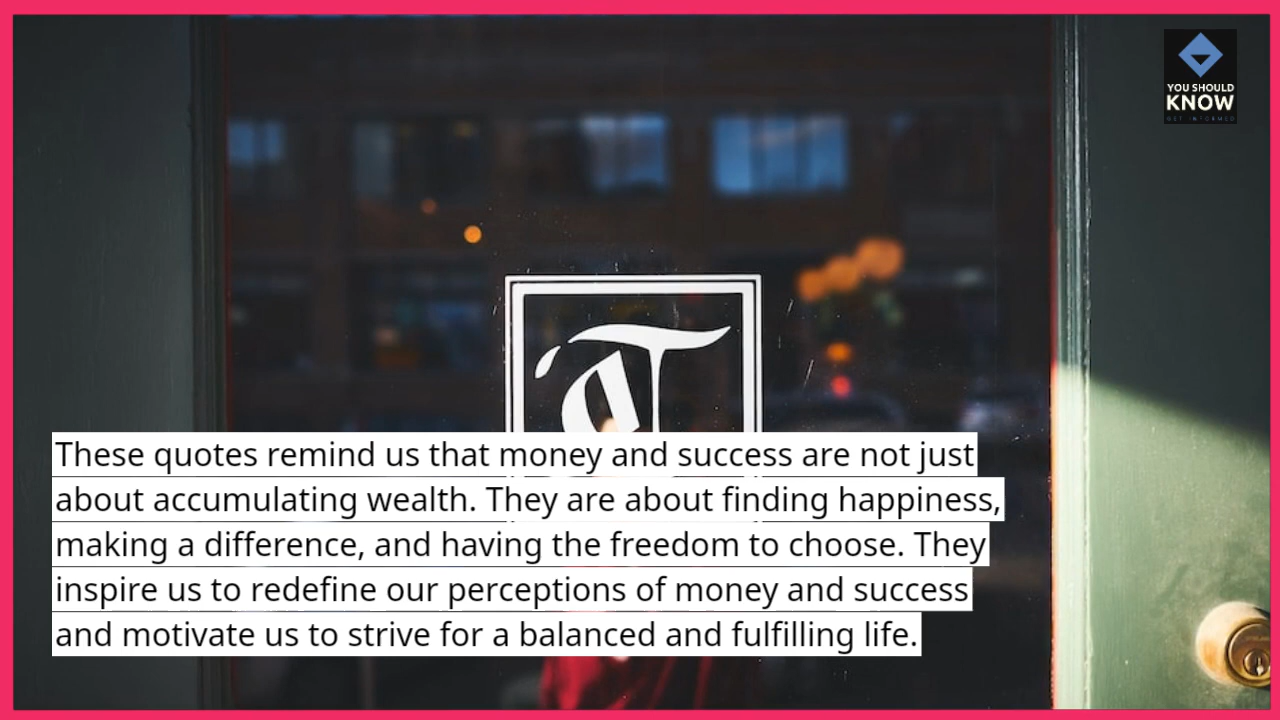 YOU SHOULD
KNOW
GET INFORMED
T
These quotes remind us that money and success are not just
about accumulating wealth. They are about finding happiness,
making a difference, and having the freedom to choose. They
inspire us to redefine our perceptions of money and success
and motivate us to strive for a balanced and fulfilling life.